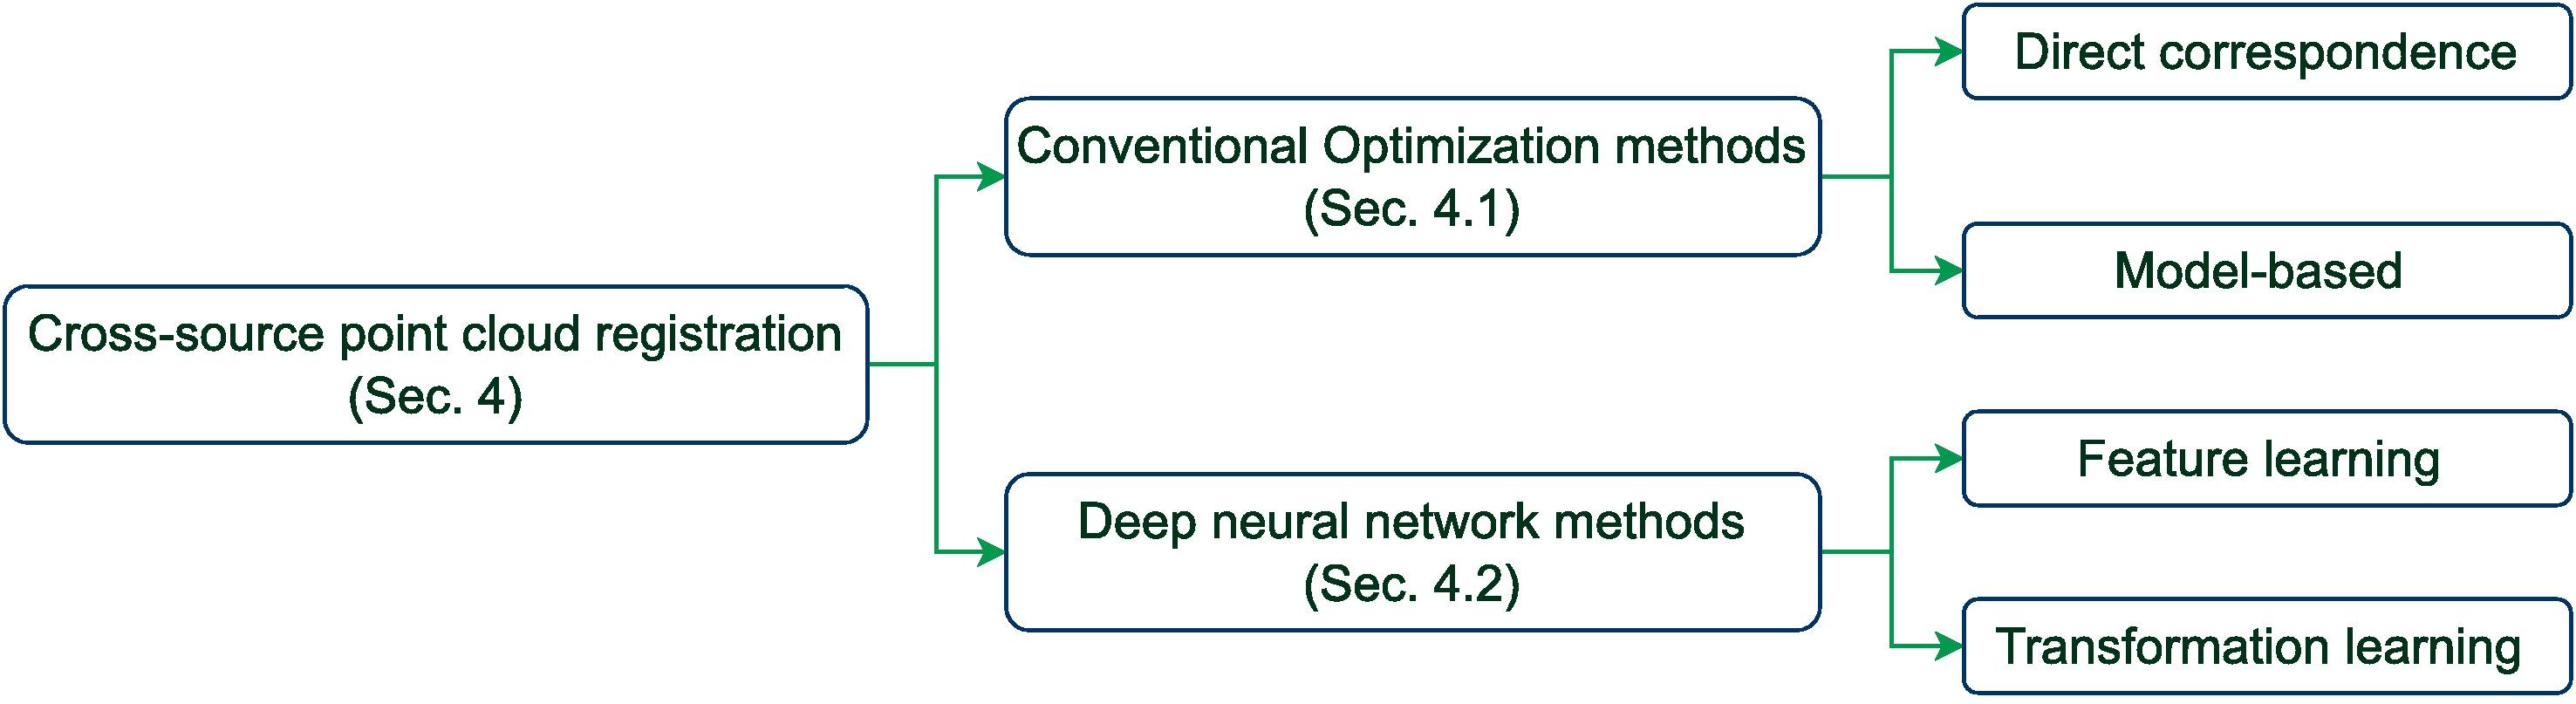 Cross-source point cloud registration
(Sec. 4)
Conventional Optimization methods
(Sec. 4.1)
Direct correspondence
Model-based
Deep neural network methods
(Sec. 4.2)
Feature learning
Transformation learning